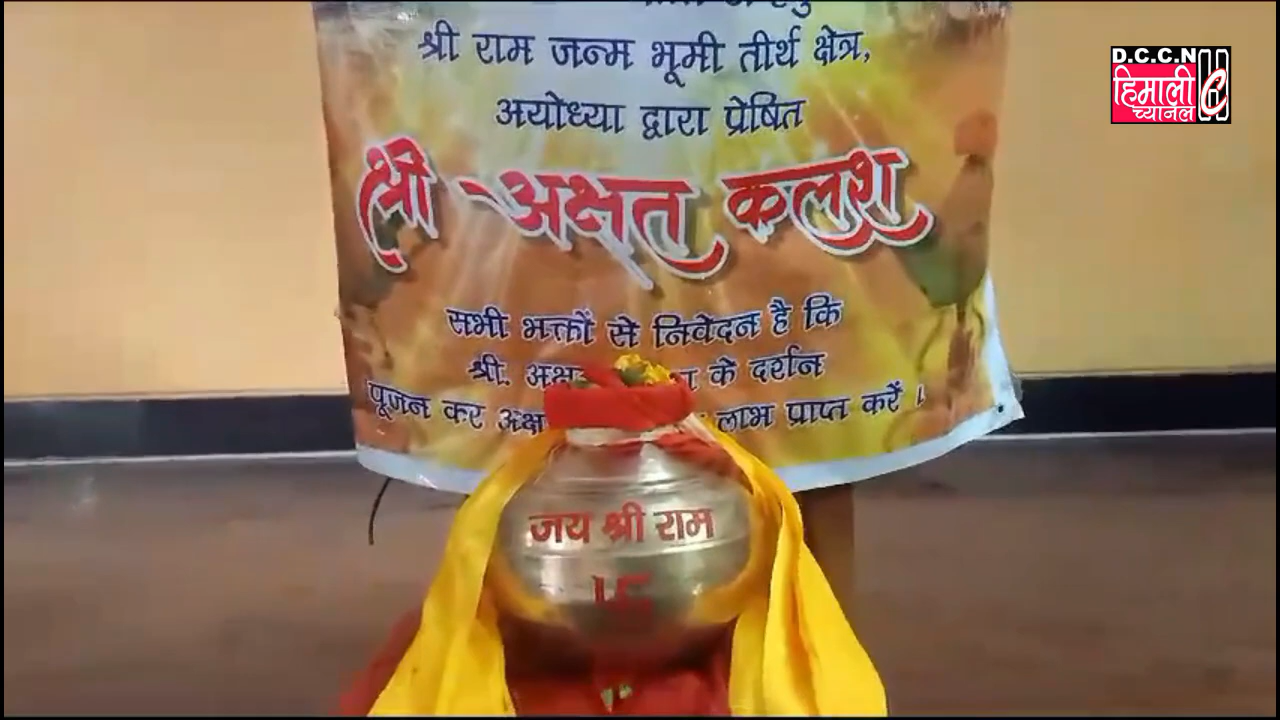 श्री राम जन्म भूमी तीर्थ क्षेत्र,
अयोध्या द्वारा प्रेषित
श्री अक्षत कलश
सभी भक्तों से निवेदन है कि
श्री. के दर्शन
पूजन कर लाभ प्राप्त करें ।
जय श्री राम
D.C.C.N
हिमाली
च्यानल